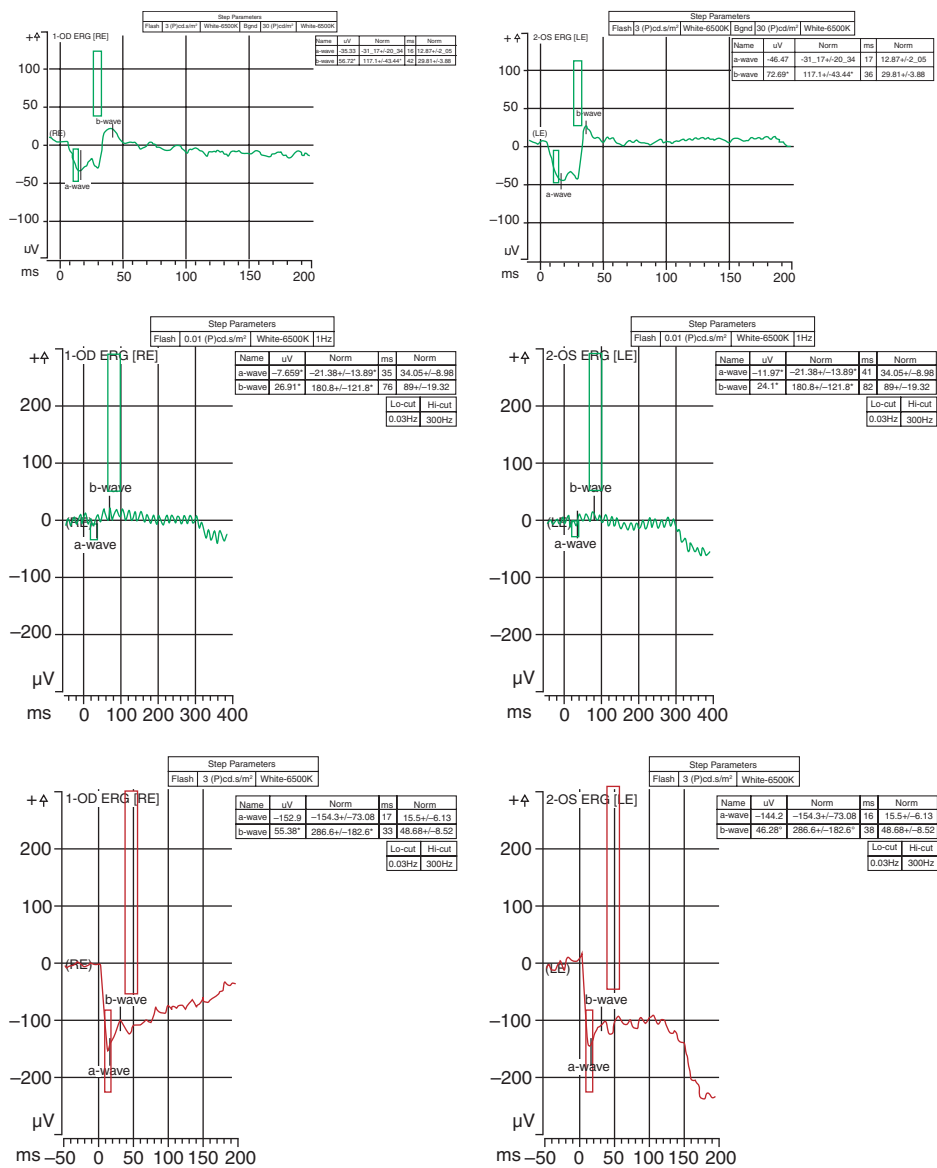 Step Parameters
Flash 3 (P)cd.s/m² White-6500K Bgnd 30 (P)cd/m² White-6500K
1-OD ERG [RE]
Name uV Norm ms Norm
a-wave -35.33 -31_17+/-20_34 16 12.87+/-2_05
b-wave 56.72* 117.1+/-43.44* 42 29.81+/-3.88
100
50
0
−50
−100
uV
ms
(RE)
b-wave
a-wave
0 50 100 150 200
Step Parameters
Flash 3 (P)cd.s/m² White-6500K Bgnd 30 (P)cd/m² White-6500K
2-OS ERG [LE]
Name uV Norm ms Norm
a-wave -46.47 -31_17+/-20_34 17 12.87+/-2_05
b-wave 72.69* 117.1+/-43.44* 36 29.81+/-3.88
100
50
0
−50
−100
uV
ms
(LE)
b-wave
a-wave
0 50 100 150 200
Step Parameters
Flash 0.01 (P)cd.s/m² White-6500K 1Hz
1-OD ERG [RE]
Name uV Norm ms Norm
a-wave −7.659* −21.38+/−13.89* 35 34.05+/−8.98
b-wave 26.91* 180.8+/−121.8* 76 89+/−19.32
Lo-cut Hi-cut
0.03Hz 300Hz
200
100
0
−100
−200
µV
ms
(RE)
b-wave
a-wave
0 100 200 300 400
Step Parameters
Flash 0.01 (P)cd.s/m² White-6500K 1Hz
2-OS ERG [LE]
Name uV Norm ms Norm
a-wave −11.97* −21.38+/−13.89* 41 34.05+/−8.98
b-wave 24.1* 180.8+/−121.8* 82 89+/−19.32
Lo-cut Hi-cut
0.03Hz 300Hz
200
100
0
−100
−200
µV
ms
(LE)
b-wave
a-wave
0 100 200 300 400
Step Parameters
Flash 3 (P)cd.s/m² White-6500K
1-OD ERG [RE]
Name uV Norm ms Norm
a-wave −152.9 −154.3+/−73.08 17 15.5+/−6.13
b-wave 55.38* 286.6+/−182.6* 33 48.68+/−8.52
Lo-cut Hi-cut
0.03Hz 300Hz
200
100
0
−100
−200
µV
ms
(RE)
b-wave
a-wave
−50 0 50 100 150 200
Step Parameters
Flash 3 (P)cd.s/m² White-6500K
2-OS ERG [LE]
Name uV Norm ms Norm
a-wave −144.2 −154.3+/−73.08 16 15.5+/−6.13
b-wave 46.28° 286.6+/−182.6° 38 48.68+/−8.52
Lo-cut Hi-cut
0.03Hz 300Hz
200
100
0
−100
−200
µV
ms
(LE)
b-wave
a-wave
−50 0 50 100 150 200